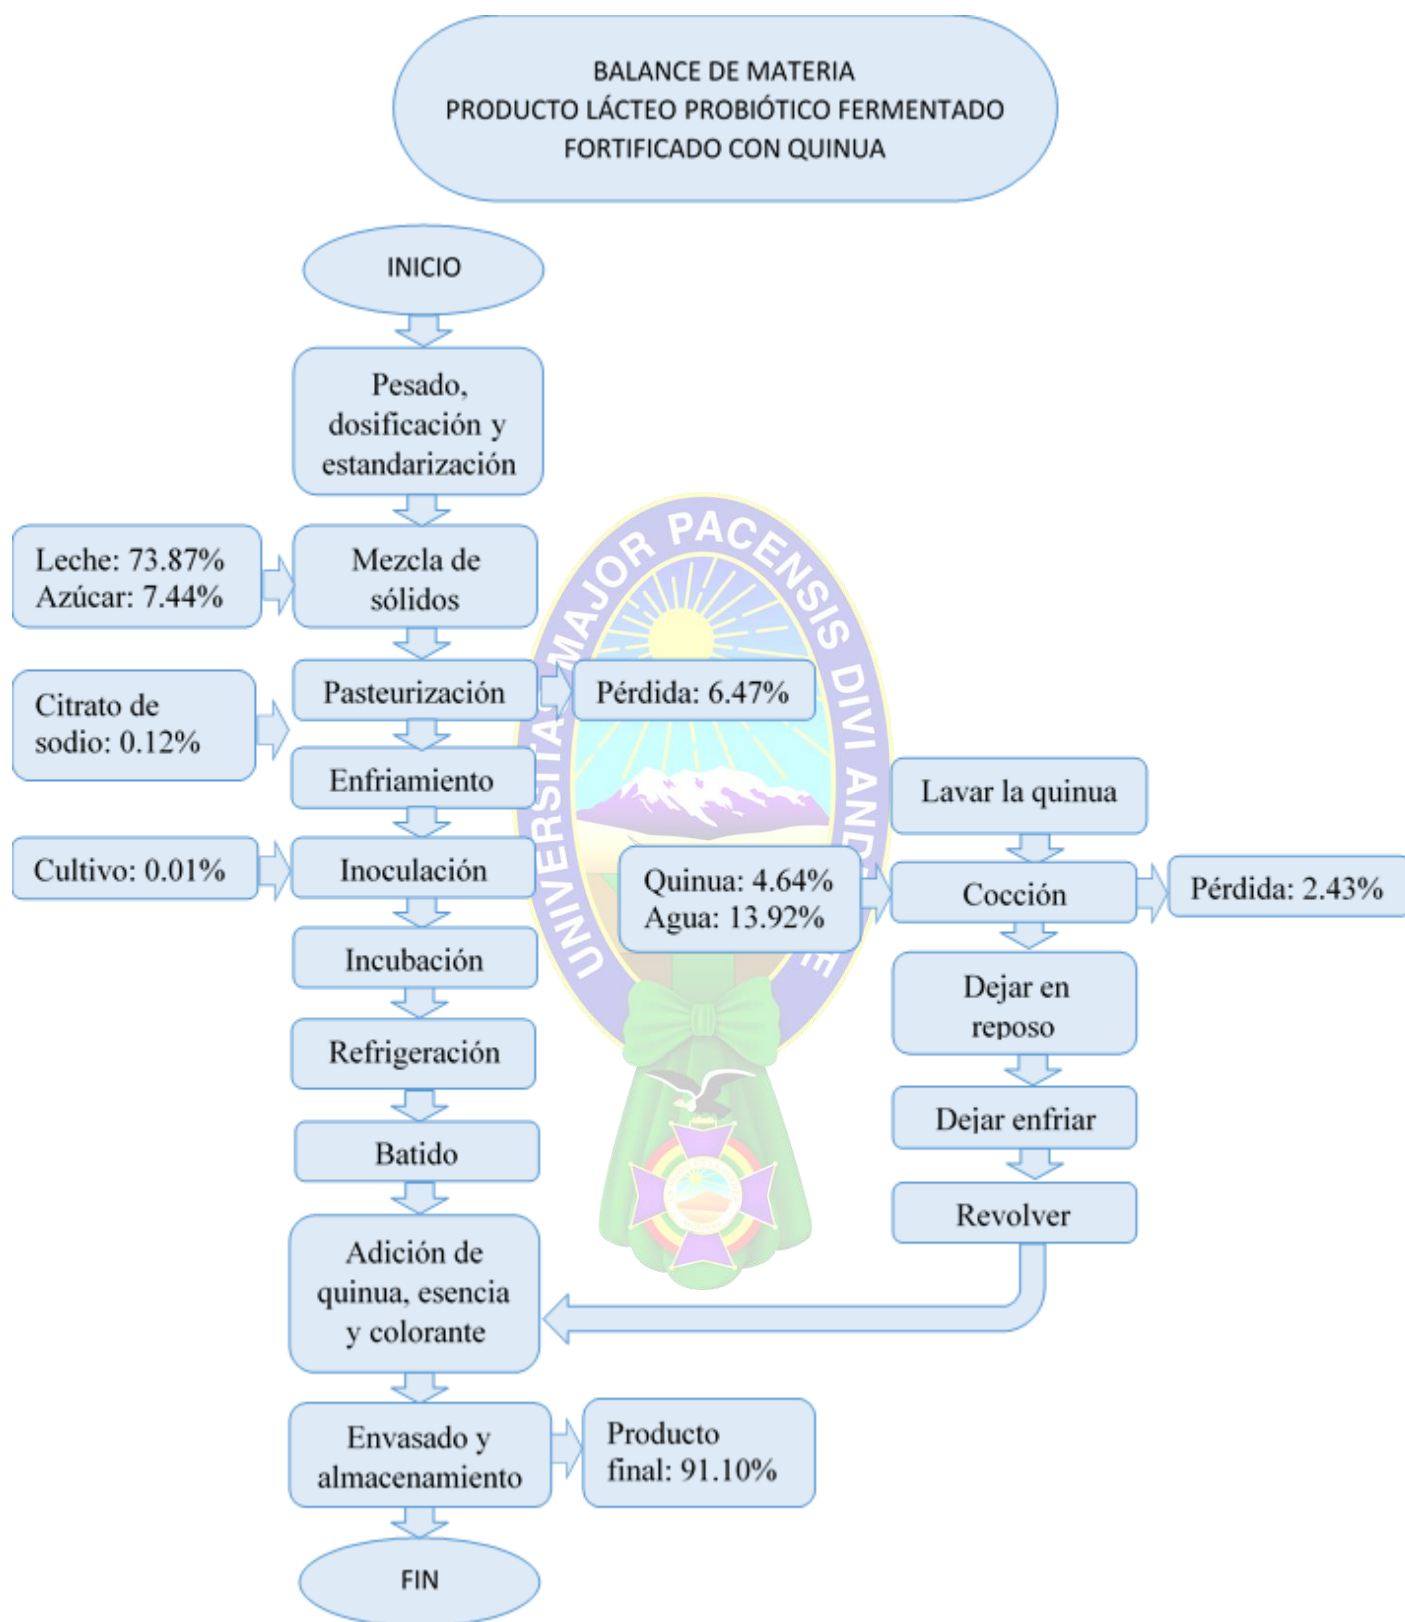 BALANCE DE MATERIA
PRODUCTO LÁCTEO PROBIÓTICO FERMENTADO
FORTIFICADO CON QUINUA
INICIO
Pesado,
dosificación y
estandarización
Leche: 73.87%
Azúcar: 7.44%
Mezcla de
sólidos
Pasteurización
Pérdida: 6.47%
Citrato de
sodio: 0.12%
Enfriamiento
Cultivo: 0.01%
Inoculación
Incubación
Refrigeración
Batido
Lavar la quinua
Quinua: 4.64%
Agua: 13.92%
Cocción
Pérdida: 2.43%
Dejar en
reposo
Dejar enfriar
Revolver
Adición de
quinua, esencia
y colorante
Envasado y
almacenamiento
Producto
final: 91.10%
FIN